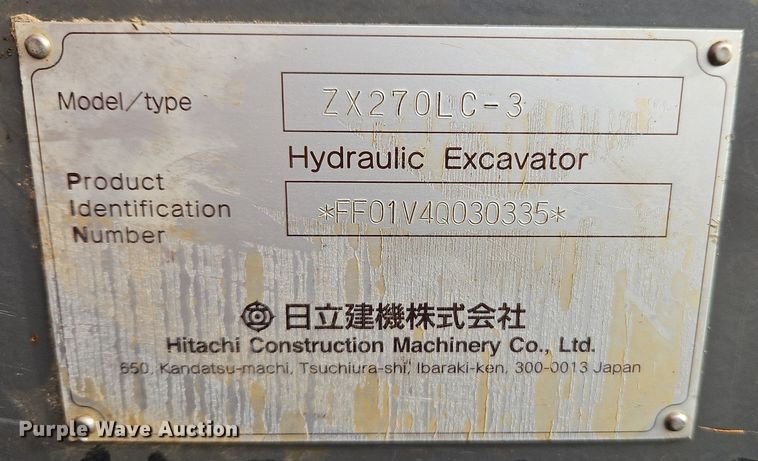 Model/type ZX270LC-3
Hydraulic Excavator
Product
Identification *FF01V4Q030335*
Number
日立建機株式会社
Hitachi Construction Machinery Co., Ltd.
650, Kandatsu-machi, Tsuchiura-shi, Ibaraki-ken, 300-0013 Japan
Purple Wave Auction